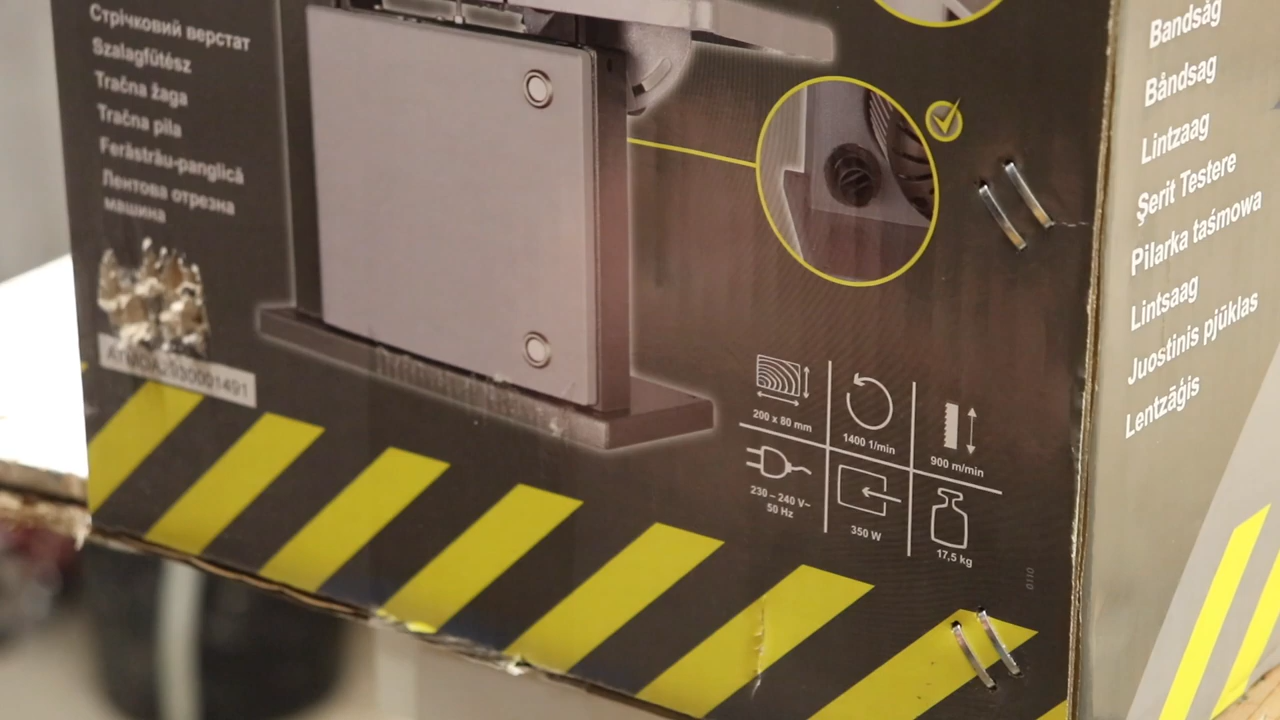 Стрічковий верстат
Szalagfűtész
Tračna žaga
Tračna pila
Ferăstrău-panglică
Лентова отрезна
машина
200 x 80 mm
1400 1/min
900 m/min
230 – 240 V~
50 Hz
350 W
17,5 kg
0110
Bandsåg
Båndsag
Lintzaag
Şerit Testere
Pilarka taśmowa
Lintsaag
Juostinis pjūklas
Lentzāģis